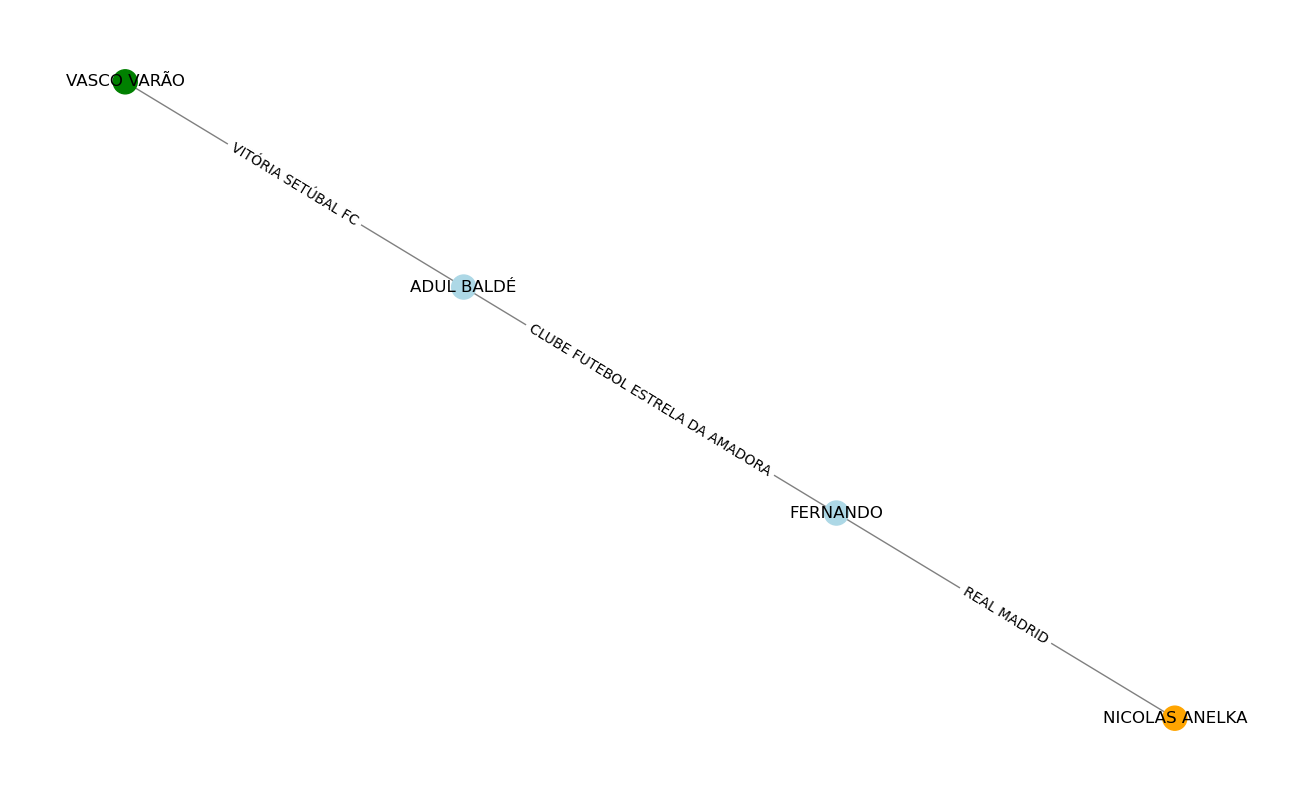 VASCO VARÃO
VITÓRIA SETÚBAL FC
ADUL BALDÉ
CLUBE FUTEBOL ESTRELA DA AMADORA
FERNANDO
REAL MADRID
NICOLAS ANELKA